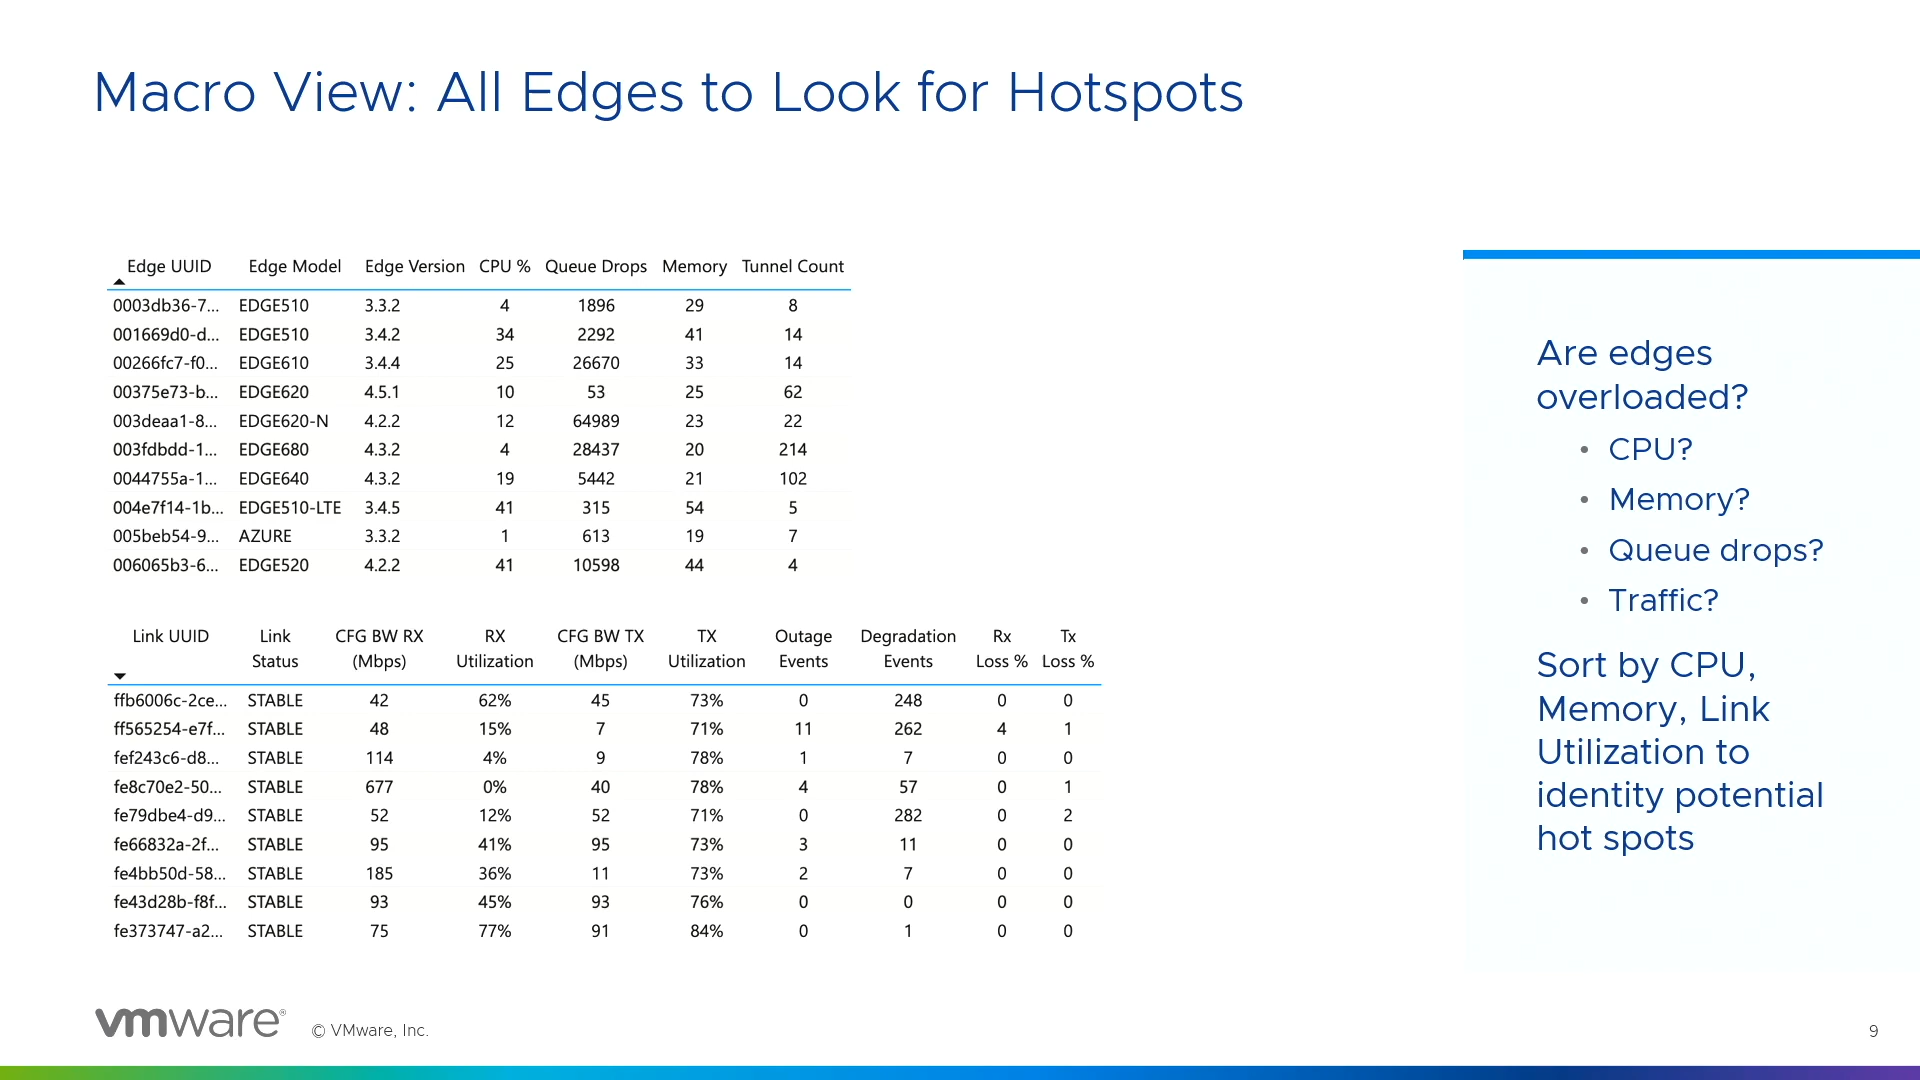 Macro View: All Edges to Look for Hotspots
Edge UUID Edge Model Edge Version CPU % Queue Drops Memory Tunnel Count
0003db36-7... EDGE510 3.3.2 4 1896 29 8
001669d0-d... EDGE510 3.4.2 34 2292 41 14
00266fc7-f0... EDGE610 3.4.4 25 26670 33 14
00375e73-b... EDGE620 4.5.1 10 53 25 62
003deaa1-8... EDGE620-N 4.2.2 12 64989 23 22
003fdbdd-1... EDGE680 4.3.2 4 28437 20 214
0044755a-1... EDGE640 4.3.2 19 5442 21 102
004e7f14-1b... EDGE510-LTE 3.4.5 41 315 54 5
005beb54-9... AZURE 3.3.2 1 613 19 7
006065b3-6... EDGE520 4.2.2 41 10598 44 4
Link UUID Link CFG BW RX RX CFG BW TX TX Outage Degradation Rx Tx
Status (Mbps) Utilization (Mbps) Utilization Events Events Loss % Loss %
ffb6006c-2ce... STABLE 42 62% 45 73% 0 248 0 0
ff565254-e7f... STABLE 48 15% 7 71% 11 262 4 1
fef243c6-d8... STABLE 114 4% 9 78% 1 7 0 0
fe8c70e2-50... STABLE 677 0% 40 78% 4 57 0 1
fe79dbe4-d9... STABLE 52 12% 52 71% 0 282 0 2
fe66832a-2f... STABLE 95 41% 95 73% 3 11 0 0
fe4bb50d-58... STABLE 185 36% 11 73% 2 7 0 0
fe43d28b-f8f... STABLE 93 45% 93 76% 0 0 0 0
fe373747-a2... STABLE 75 77% 91 84% 0 1 0 0
Are edges
overloaded?
• CPU?
• Memory?
• Queue drops?
• Traffic?
Sort by CPU,
Memory, Link
Utilization to
identity potential
hot spots
vmware® © VMware, Inc.
9